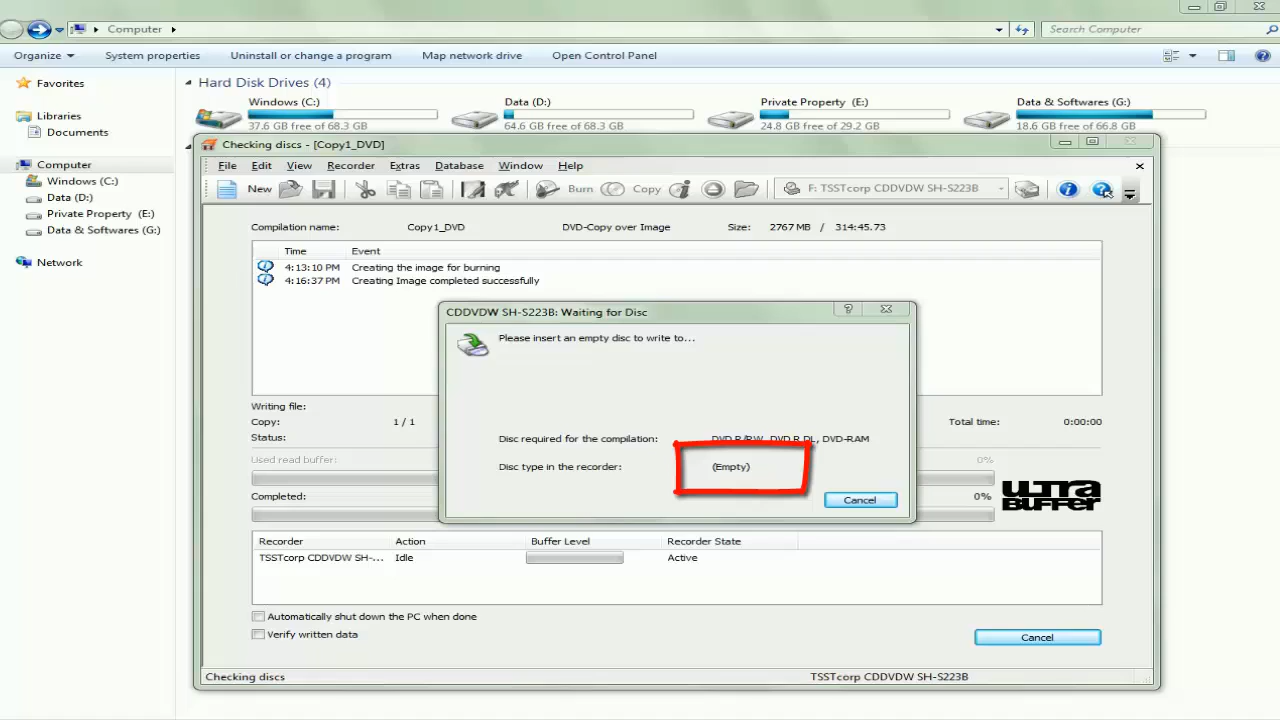 Computer
Search Computer
Organize
System properties
Uninstall or change a program
Map network drive
Open Control Panel
Favorites
Libraries
Documents
Computer
Windows (C:)
Data (D:)
Private Property (E:)
Data & Softwares (G:)
Network
Hard Disk Drives (4)
Windows (C:)
37.6 GB free of 68.3 GB
Data (D:)
64.6 GB free of 68.3 GB
Private Property (E:)
24.8 GB free of 29.2 GB
Data & Softwares (G:)
18.6 GB free of 66.8 GB
Checking discs - [Copy1_DVD]
File Edit View Recorder Extras Database Window Help
New Burn Copy F: TSSTcorp CDDVDW SH-S223B
Compilation name: Copy1_DVD DVD-Copy over Image Size: 2767 MB / 314:45.73
Time Event
4:13:10 PM Creating the image for burning
4:16:37 PM Creating Image completed successfully
CDDVDW SH-S223B: Waiting for Disc
Please insert an empty disc to write to...
Disc required for the compilation: DVD R/RW, DVD R DL, DVD-RAM
Disc type in the recorder: (Empty)
Cancel
Writing file:
Copy: 1 / 1 Total time: 0:00:00
Status:
Used read buffer: 0%
Completed: 0%
ULTRA
BUFFER
Recorder Action Buffer Level Recorder State
TSSTcorp CDDVDW SH-... Idle Active
Automatically shut down the PC when done
Verify written data
Cancel
Checking discs TSSTcorp CDDVDW SH-S223B